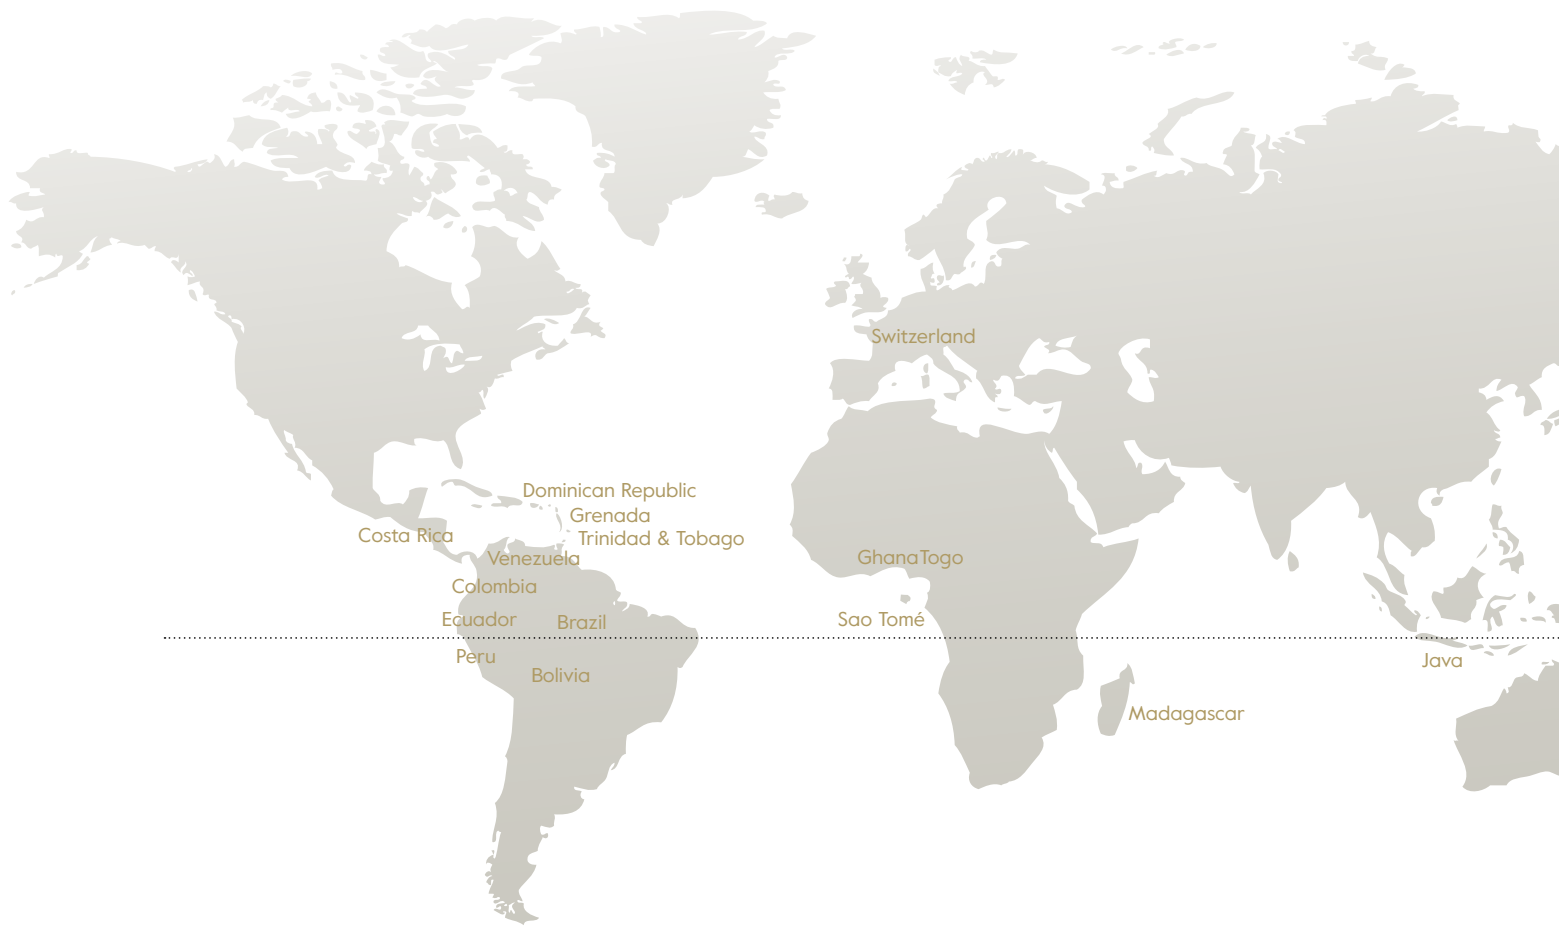 Switzerland
Dominican Republic
Grenada
Costa Rica
Trinidad & Tobago
Venezuela
GhanaTogo
Colombia
Ecuador
Brazil
Sao Tomé
Peru
Java
Bolivia
Madagascar